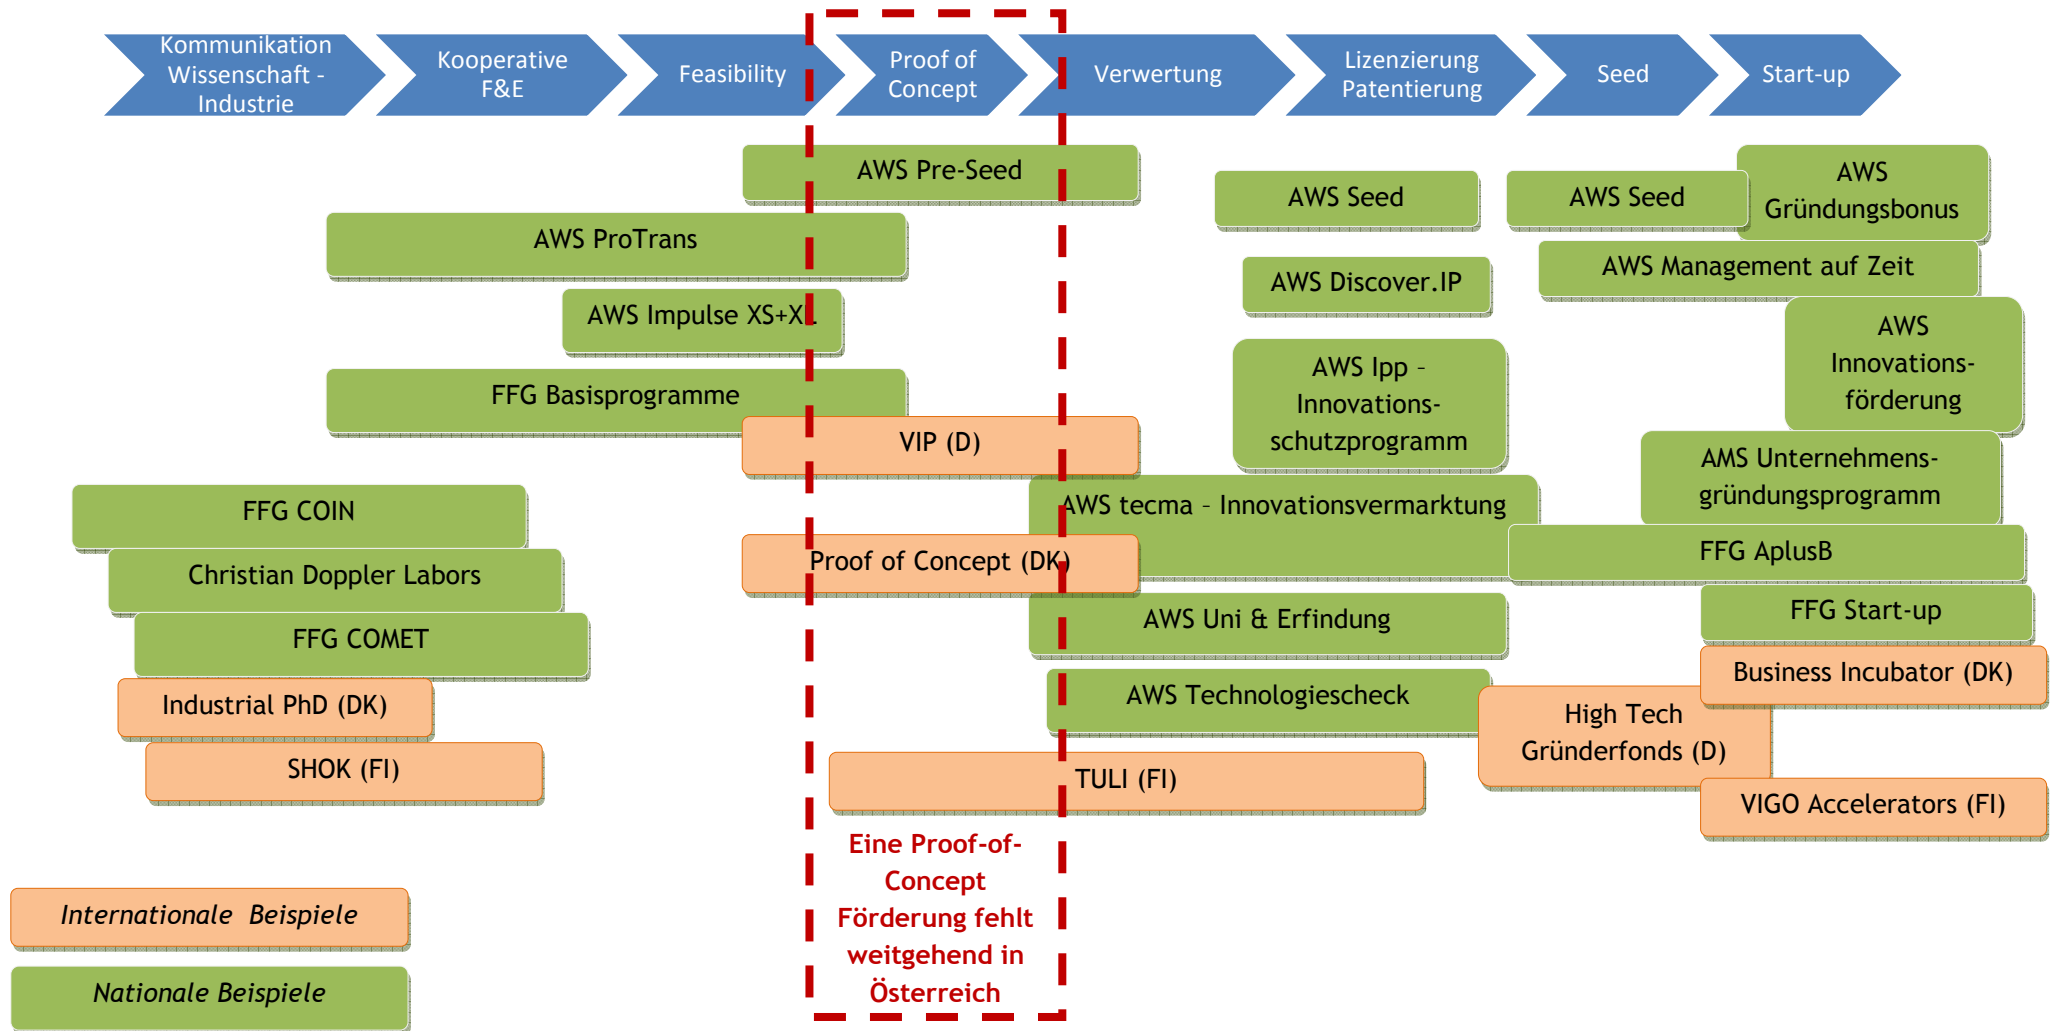 Kommunikation
Wissenschaft -
Industrie
Kooperative
F&E
Feasibility
Proof of
Concept
Verwertung
Lizenzierung
Patentierung
Seed
Start-up
AWS Pre-Seed
AWS Seed
AWS Seed
AWS
Gründungsbonus
AWS ProTrans
AWS Management auf Zeit
AWS Discover.IP
AWS Impulse XS+XL
AWS
Innovations-
förderung
AWS Ipp –
Innovations-
schutzprogramm
FFG Basisprogramme
VIP (D)
AMS Unternehmens-
gründungsprogramm
FFG COIN
AWS tecma – Innovationsvermarktung
Proof of Concept (DK)
FFG AplusB
Christian Doppler Labors
AWS Uni & Erfindung
FFG Start-up
FFG COMET
Business Incubator (DK)
Industrial PhD (DK)
AWS Technologiescheck
High Tech
Gründerfonds (D)
SHOK (FI)
TULI (FI)
VIGO Accelerators (FI)
Eine Proof-of-
Concept
Förderung fehlt
weitgehend in
Österreich
Internationale Beispiele
Nationale Beispiele